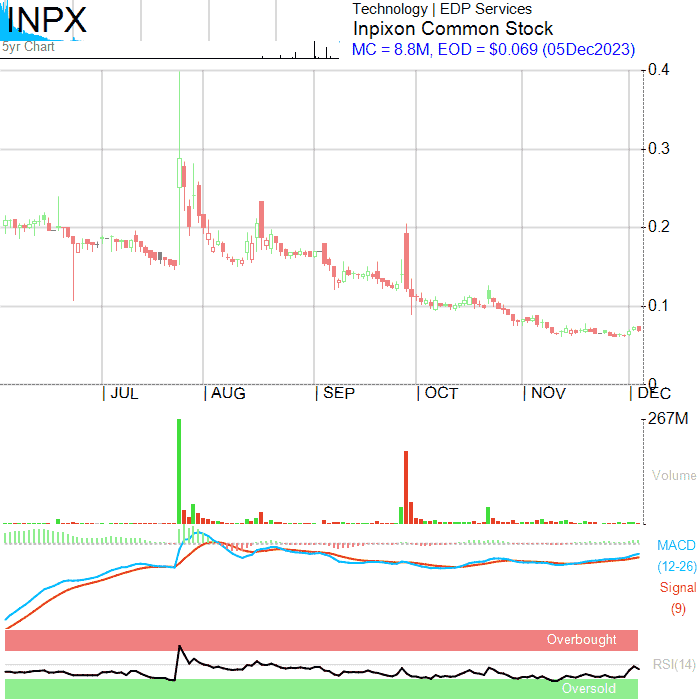 INPX
5yr Chart
Technology | EDP Services
Inpixon Common Stock
MC = 8.8M, EOD = $0.069 (05Dec2023)
0.4
0.3
0.2
0.1
0
| JUL | AUG | SEP | OCT | NOV | DEC
267M
Volume
MACD
(12-26)
Signal
(9)
Overbought
RSI(14)
Oversold